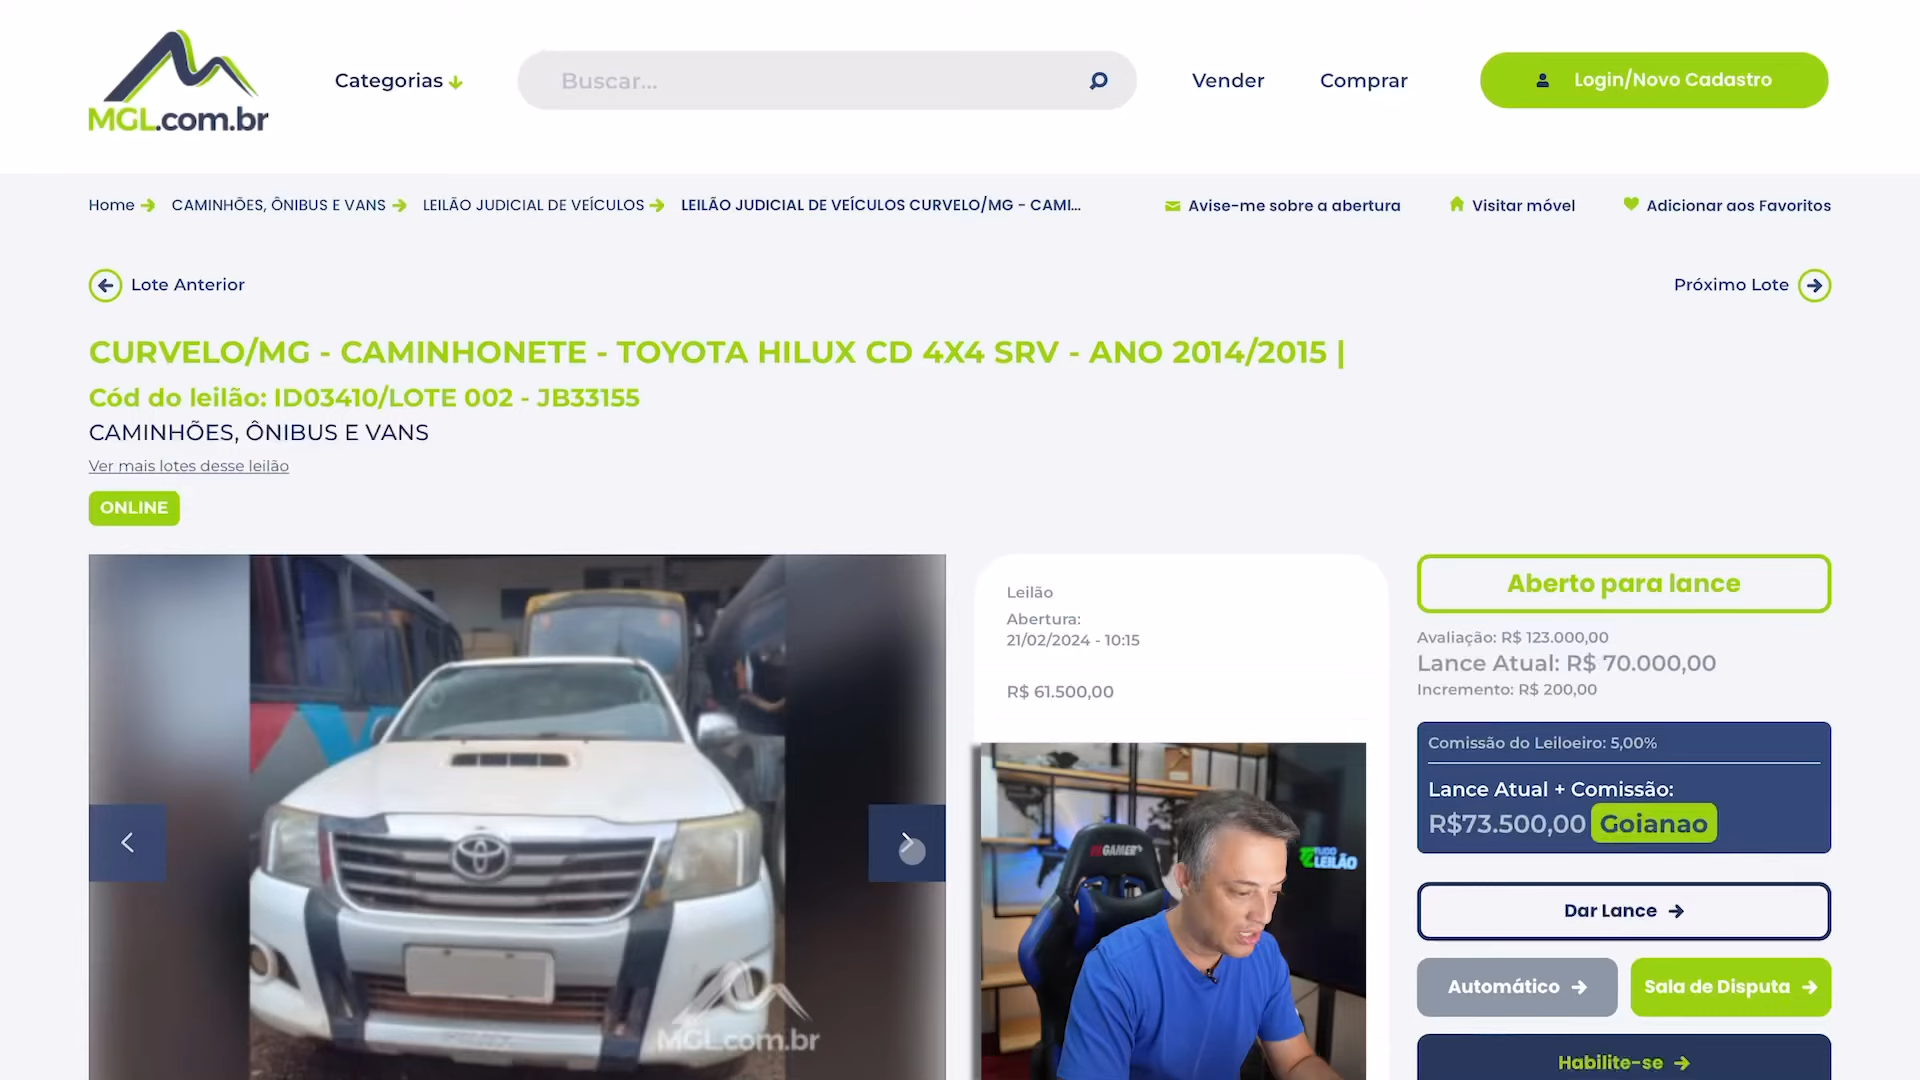 MGL.com.br
Categorias
Buscar...
Vender
Comprar
Login/Novo Cadastro
Home
CAMINHÕES, ÔNIBUS E VANS
LEILÃO JUDICIAL DE VEÍCULOS
LEILÃO JUDICIAL DE VEÍCULOS CURVELO/MG - CAMI...
Avise-me sobre a abertura
Visitar móvel
Adicionar aos Favoritos
Lote Anterior
Próximo Lote
CURVELO/MG - CAMINHONETE - TOYOTA HILUX CD 4X4 SRV - ANO 2014/2015 |
Cód do leilão: ID03410/LOTE 002 - JB33155
CAMINHÕES, ÔNIBUS E VANS
Ver mais lotes desse leilão
ONLINE
MGL.com.br
Leilão
Abertura:
21/02/2024 - 10:15
R$ 61.500,00
GAMER
TUDO
LEILÃO
Aberto para lance
Avaliação: R$ 123.000,00
Lance Atual: R$ 70.000,00
Incremento: R$ 200,00
Comissão do Leiloeiro: 5,00%
Lance Atual + Comissão:
R$73.500,00 Goianao
Dar Lance
Automático
Sala de Disputa
Habilite-se